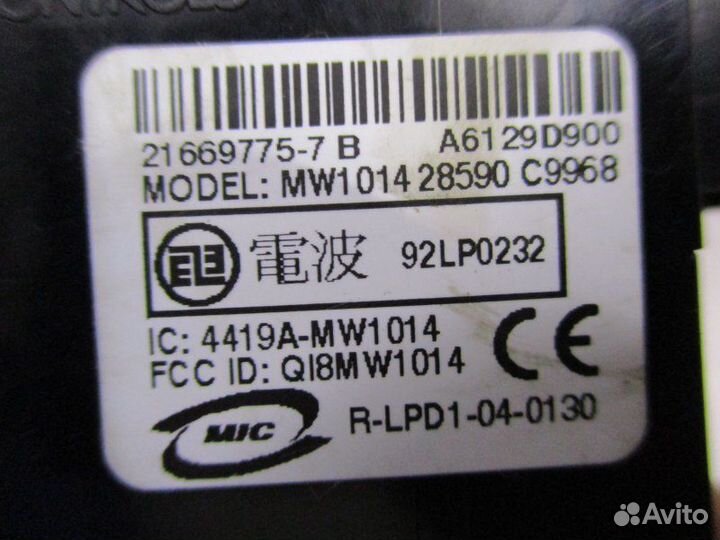 21669775-7 B A6129D900
MODEL: MW1014 28590 C9968
電波 92LP0232
IC: 4419A-MW1014
FCC ID: QI8MW1014
CE
MIC R-LPD1-04-0130
Avito